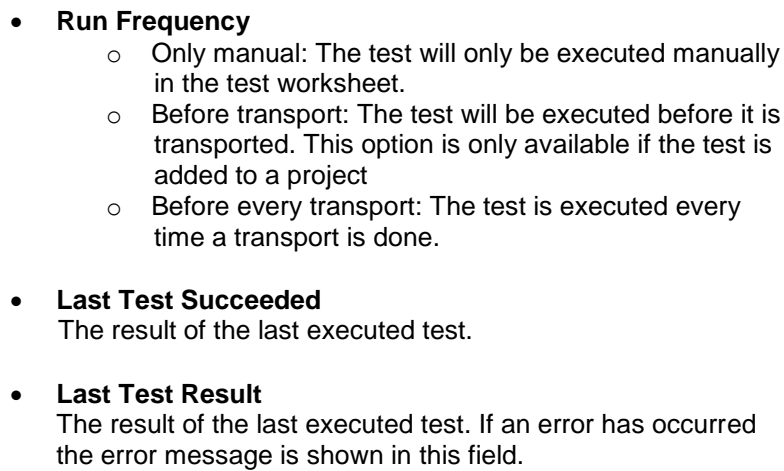 • Run Frequency
o Only manual: The test will only be executed manually
in the test worksheet.
o Before transport: The test will be executed before it is
transported. This option is only available if the test is
added to a project
o Before every transport: The test is executed every
time a transport is done.
• Last Test Succeeded
The result of the last executed test.
• Last Test Result
The result of the last executed test. If an error has occurred
the error message is shown in this field.